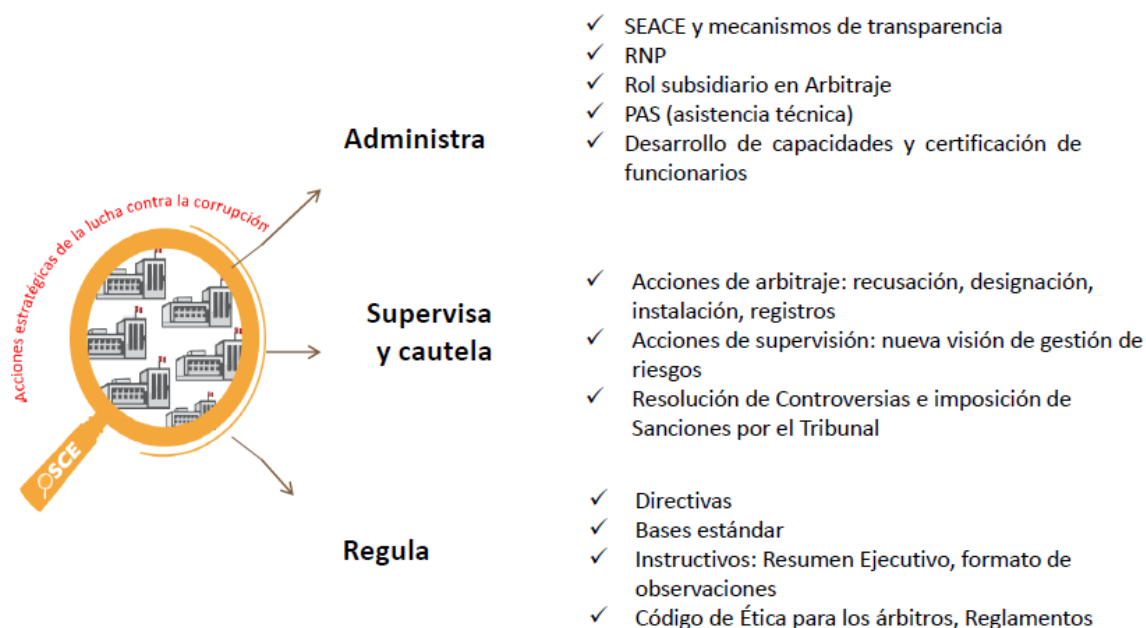 Acciones estratégicas de la lucha contra la corrupción
OSCE
Administra
✓ SEACE y mecanismos de transparencia
✓ RNP
✓ Rol subsidiario en Arbitraje
✓ PAS (asistencia técnica)
✓ Desarrollo de capacidades y certificación de
funcionarios
Supervisa
y cautela
✓ Acciones de arbitraje: recusación, designación,
instalación, registros
✓ Acciones de supervisión: nueva visión de gestión de
riesgos
✓ Resolución de Controversias e imposición de
Sanciones por el Tribunal
Regula
✓ Directivas
✓ Bases estándar
✓ Instructivos: Resumen Ejecutivo, formato de
observaciones
✓ Código de Ética para los árbitros, Reglamentos